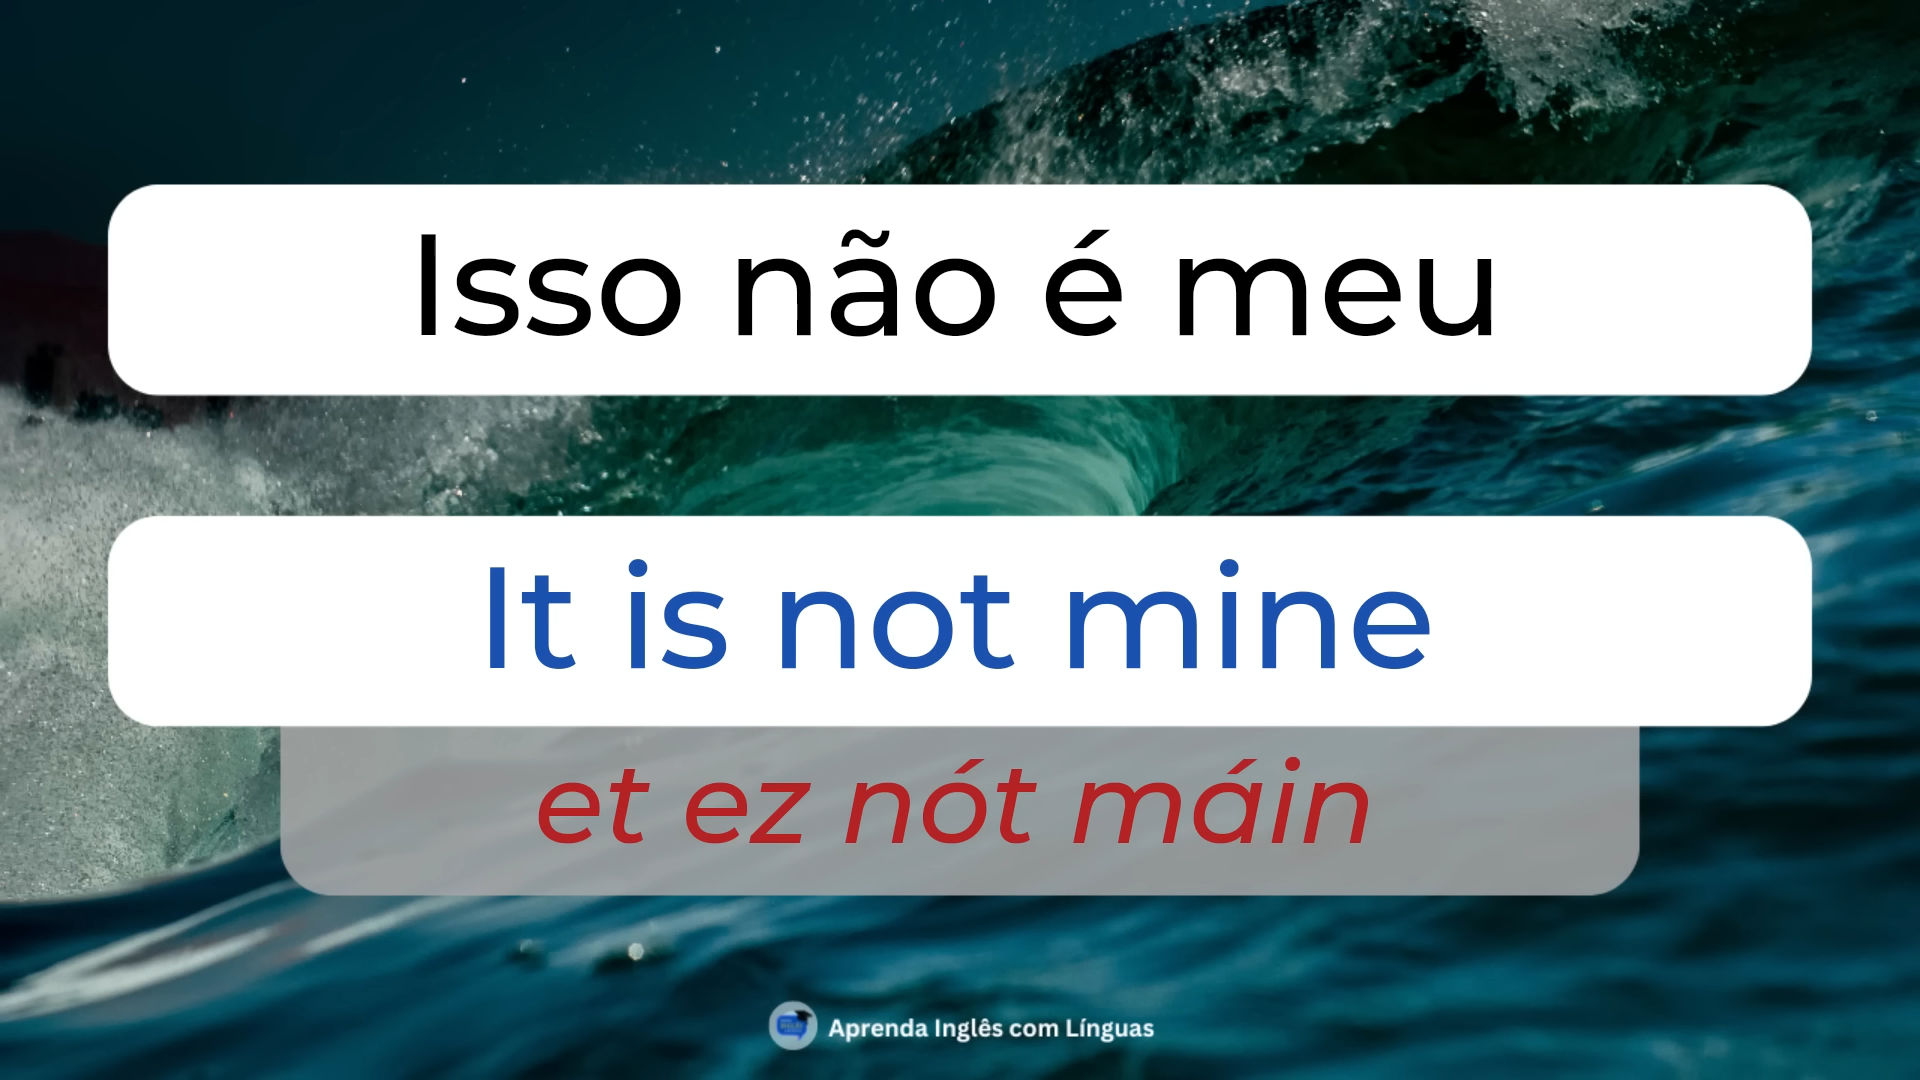 Isso não é meu
It is not mine
et ez nót máin
Aprenda Inglês com Línguas